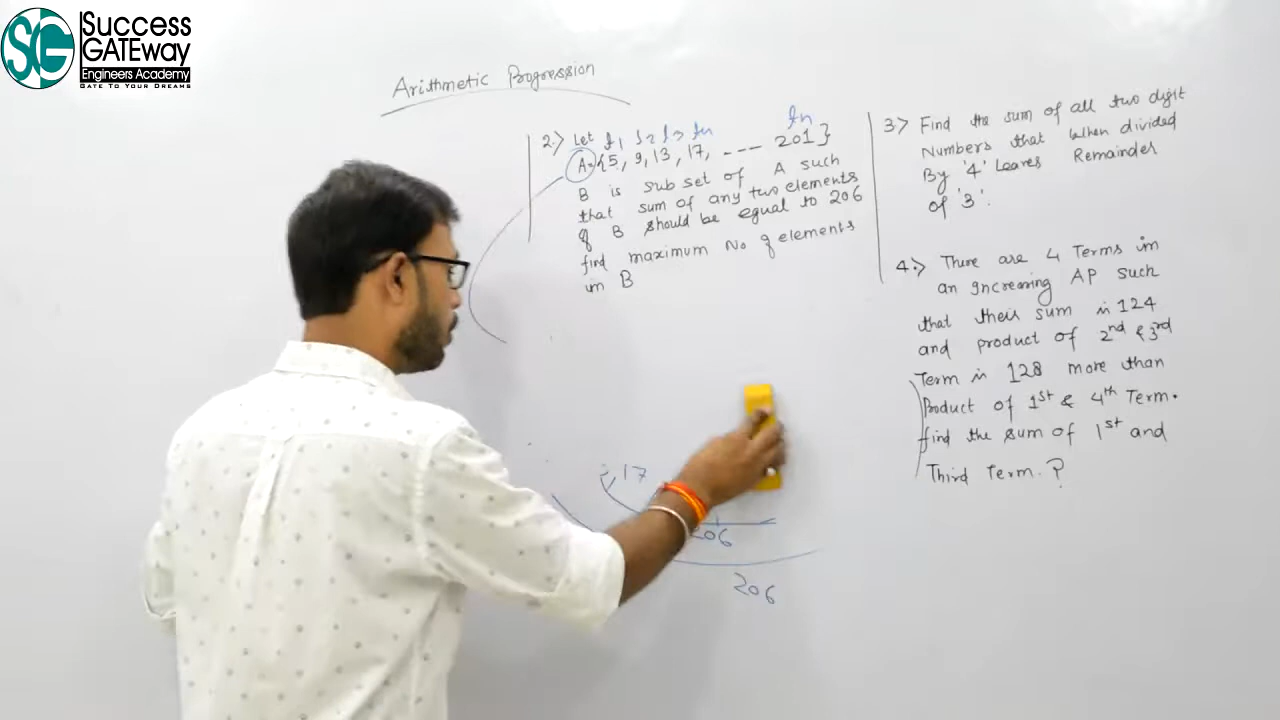 Success
GATEway
Engineers Academy
GATE TO YOUR DREAMS
Arithmetic Progression
2.) Let t1 t2 t3 tn tn
A={5, 9, 13, 17, --- 201}
B is sub set of A such
that sum of any two elements
of B should be equal to 206
find maximum No of elements
in B
17
206
206
3) Find the sum of all two digit
Numbers that when divided
By '4' Leaves Remainder
of '3'.
4.) There are 4 Terms in
an Increasing AP such
that their sum is 124
and product of 2nd & 3rd
Term is 128 more than
Product of 1st & 4th Term.
find the sum of 1st and
Third Term. ?